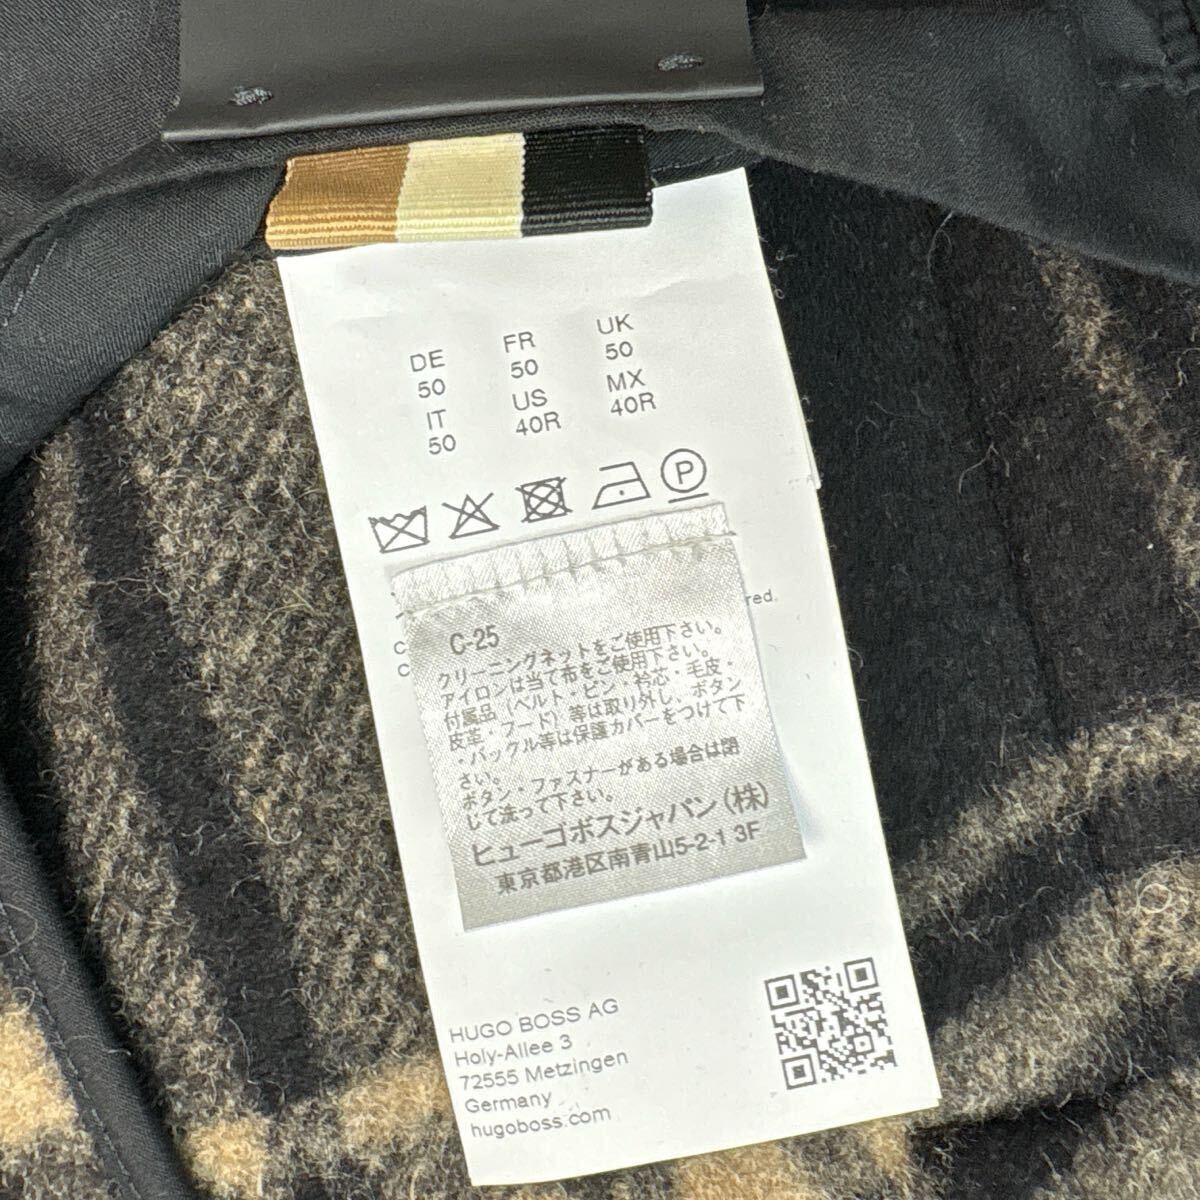 DE FR UK
50 50 50
IT US MX
50 40R 40R
P
red.
C
C
C-25
クリーニングネットをご使用下さい。
アイロンは当て布をご使用下さい。
付属品（ベルト・ピン・衿心・毛皮・
皮革・フード）等は取り外し、ボタン
・バックル等は保護カバーをつけて下
さい。
ボタン・ファスナーがある場合は閉
じて洗って下さい。
ヒューゴボスジャパン（株）
東京都港区南青山5-2-1 3F
HUGO BOSS AG
Holy-Allee 3
72555 Metzingen
Germany
hugoboss.com